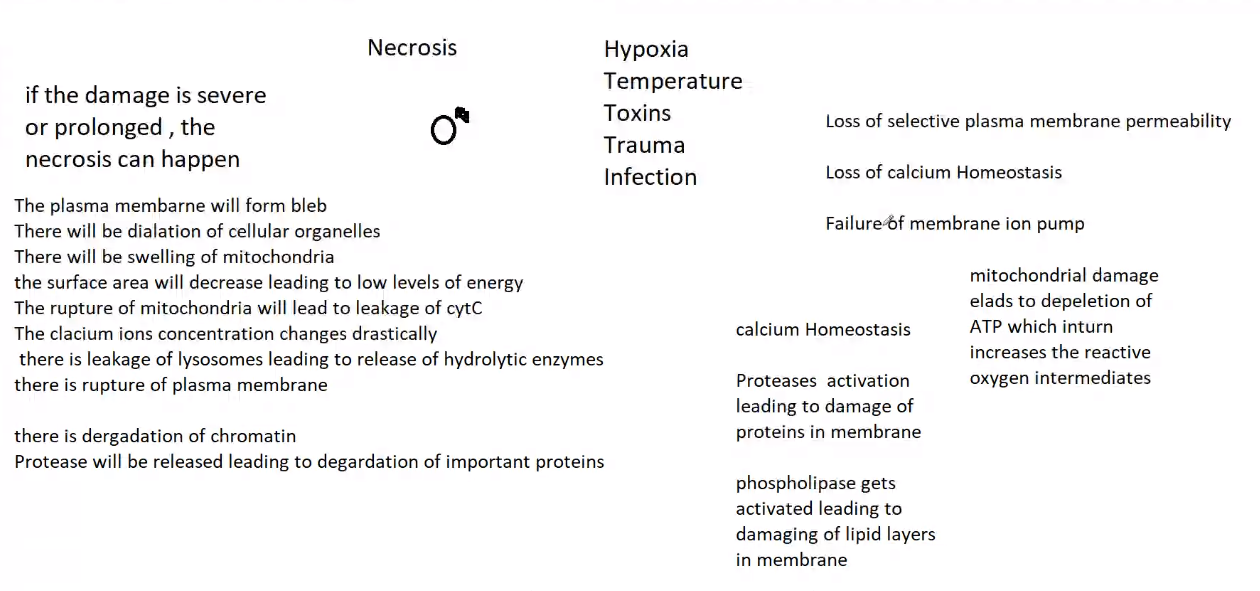 Necrosis
if the damage is severe
or prolonged , the
necrosis can happen
The plasma membarne will form bleb
There will be dialation of cellular organelles
There will be swelling of mitochondria
the surface area will decrease leading to low levels of energy
The rupture of mitochondria will lead to leakage of cytC
The clacium ions concentration changes drastically
there is leakage of lysosomes leading to release of hydrolytic enzymes
there is rupture of plasma membrane
there is dergadation of chromatin
Protease will be released leading to degardation of important proteins
Hypoxia
Temperature
Toxins
Trauma
Infection
Loss of selective plasma membrane permeability
Loss of calcium Homeostasis
Failure of membrane ion pump
calcium Homeostasis
Proteases activation
leading to damage of
proteins in membrane
phospholipase gets
activated leading to
damaging of lipid layers
in membrane
mitochondrial damage
elads to depeletion of
ATP which inturn
increases the reactive
oxygen intermediates